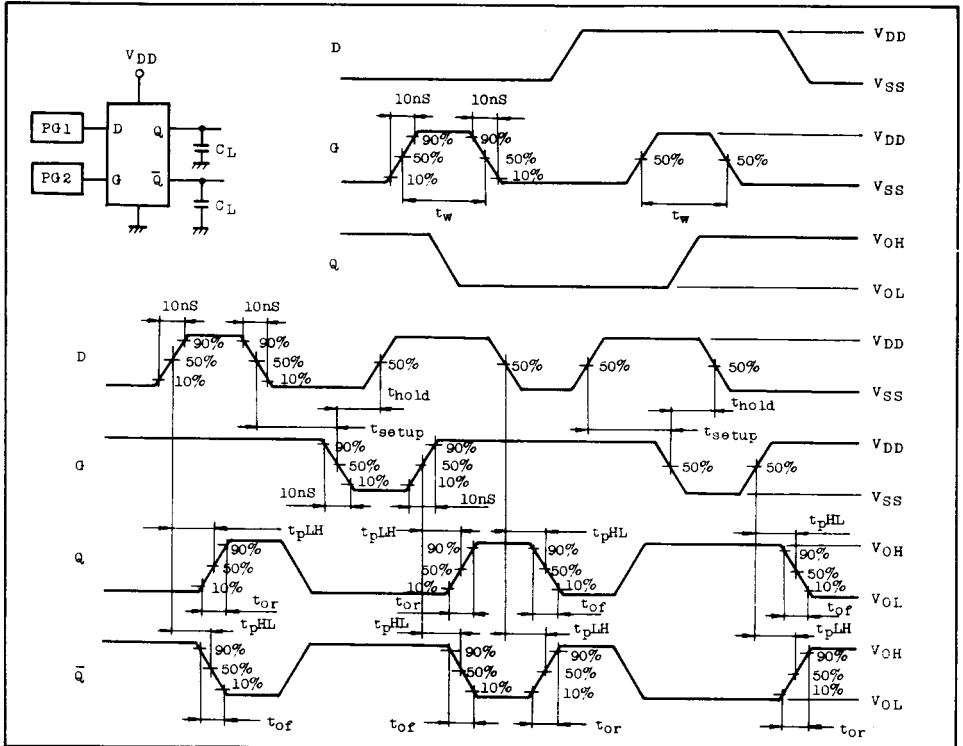 VDD
PG1
D
Q
CL
PG2
G
Q̅
CL
D
VDD
VSS
10nS
10nS
G
90%
90%
VDD
50%
50%
50%
50%
10%
10%
VSS
tw
tw
Q
VOH
VOL
10nS
10nS
D
90%
90%
VDD
50%
50%
50%
50%
50%
50%
10%
10%
VSS
thold
thold
tsetup
tsetup
G
90%
90%
VDD
50%
50%
50%
50%
10%
10%
10nS
10nS
VSS
tpLH
tpLH
tpHL
tpHL
Q
90%
90%
90%
90%
VOH
50%
50%
50%
50%
10%
10%
10%
10%
VOL
tor
tor
tof
tof
tpHL
tpHL
tpLH
tpLH
Q̅
90%
90%
90%
90%
VOH
50%
50%
50%
50%
10%
10%
10%
10%
VOL
tof
tof
tor
tor